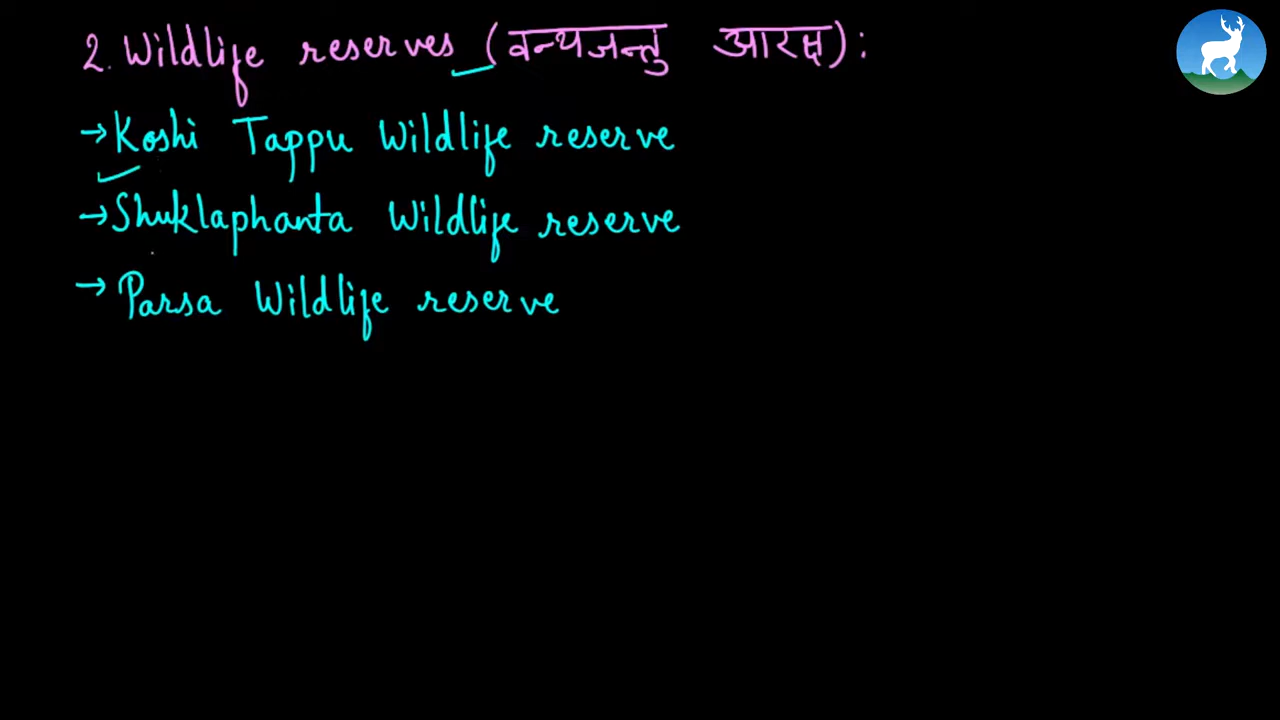 2. Wildlife reserves (वन्यजन्तु आरक्ष):
→ Koshi Tappu Wildlife reserve
→ Shuklaphanta Wildlife reserve
→ Parsa Wildlife reserve